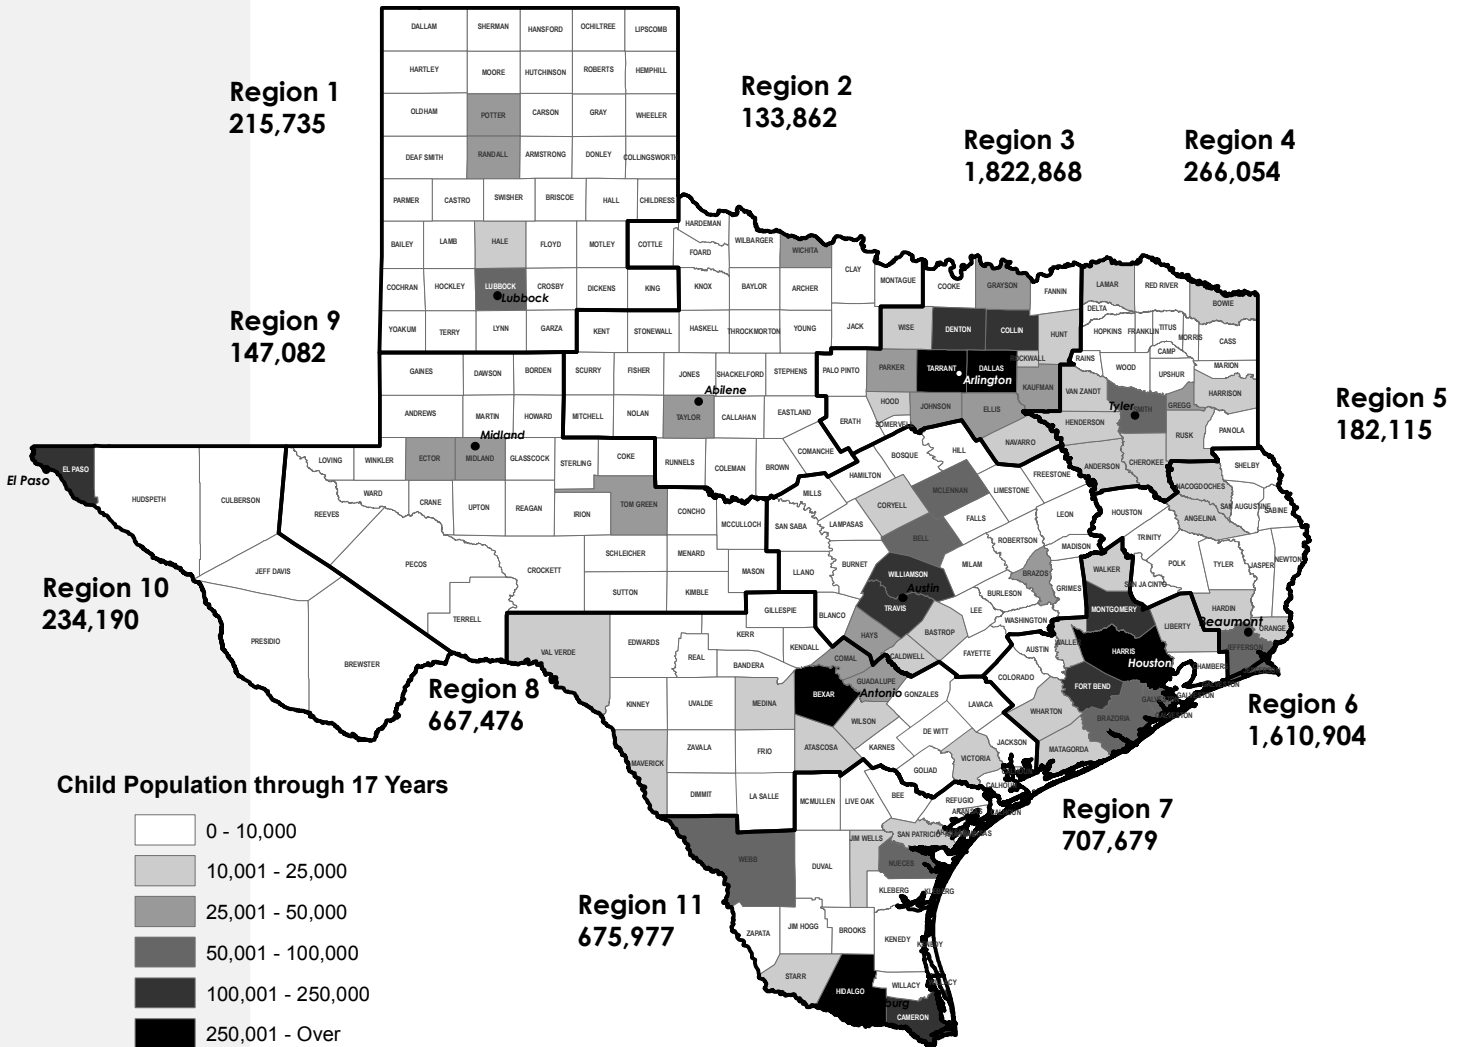 DALLAM SHERMAN HANSFORD OCHILTREE LIPSCOMB
HARTLEY MOORE HUTCHINSON ROBERTS HEMPHILL
Region 1
215,735
Region 2
133,862
OLDHAM POTTER CARSON GRAY WHEELER
Region 3
1,822,868
Region 4
266,054
DEAF SMITH RANDALL ARMSTRONG DONLEY COLLINGSWORTH
PARMER CASTRO SWISHER BRISCOE HALL CHILDRESS
HARDEMAN
BAILEY LAMB HALE FLOYD MOTLEY COTTLE FOARD WILBARGER WICHITA
CLAY MONTAGUE COOKE GRAYSON FANNIN LAMAR RED RIVER BOWIE
COCHRAN HOCKLEY LUBBOCK CROSBY DICKENS KING KNOX BAYLOR ARCHER
Lubbock
DELTA
Region 9
147,082
YOAKUM TERRY LYNN GARZA KENT STONEWALL HASKELL THROCKMORTON YOUNG JACK WISE DENTON COLLIN HUNT HOPKINS FRANKLIN TITUS MORRIS CASS
ROCKWALL RAINS WOOD CAMP UPSHUR MARION
GAINES DAWSON BORDEN SCURRY FISHER JONES SHACKELFORD STEPHENS PALO PINTO PARKER TARRANT DALLAS
Arlington
KAUFMAN VAN ZANDT HARRISON
Abilene
Region 5
182,115
ANDREWS MARTIN HOWARD MITCHELL NOLAN TAYLOR CALLAHAN EASTLAND ERATH HOOD SOMERVELL JOHNSON ELLIS
Tyler
SMITH GREGG
HENDERSON RUSK PANOLA
Midland
NAVARRO
El Paso
EL PASO HUDSPETH CULBERSON
LOVING WINKLER ECTOR MIDLAND GLASSCOCK STERLING COKE RUNNELS COLEMAN BROWN COMANCHE HAMILTON BOSQUE HILL FREESTONE ANDERSON CHEROKEE SHELBY
REEVES WARD CRANE UPTON REAGAN IRION TOM GREEN CONCHO MCCULLOCH SAN SABA MILLS LAMPASAS CORYELL MCLENNAN LIMESTONE FALLS LEON HOUSTON NACOGDOCHES SAN AUGUSTINE SABINE
ANGELINA TRINITY
BELL ROBERTSON MADISON
JEFF DAVIS PECOS CROCKETT SCHLEICHER MENARD MASON LLANO BURNET WILLIAMSON MILAM BRAZOS GRIMES WALKER SAN JACINTO POLK TYLER JASPER NEWTON
Region 10
234,190
SUTTON KIMBLE
Austin
TRAVIS BURLESON LEE WASHINGTON MONTGOMERY LIBERTY HARDIN
Beaumont
ORANGE
JEFFERSON
PRESIDIO BREWSTER TERRELL
VAL VERDE EDWARDS KERR GILLESPIE BLANCO HAYS BASTROP FAYETTE AUSTIN WALLER HARRIS
Houston
CHAMBERS
REAL BANDERA KENDALL COMAL CALDWELL COLORADO FORT BEND
Region 8
667,476
KINNEY UVALDE MEDINA BEXAR GUADALUPE
Antonio
GONZALES LAVACA WHARTON BRAZORIA GALVESTON
Region 6
1,610,904
MAVERICK ZAVALA FRIO ATASCOSA WILSON KARNES DE WITT JACKSON MATAGORDA
VICTORIA GOLIAD
Child Population through 17 Years
DIMMIT LA SALLE MCMULLEN LIVE OAK BEE REFUGIO CALHOUN
Region 7
707,679
0 - 10,000
10,001 - 25,000
25,001 - 50,000
50,001 - 100,000
100,001 - 250,000
250,001 - Over
WEBB DUVAL JIM WELLS SAN PATRICIO NUECES
KLEBERG KLEBERG
Region 11
675,977
ZAPATA JIM HOGG BROOKS KENEDY KENEDY
STARR HIDALGO WILLACY WILLACY
burg
CAMERON